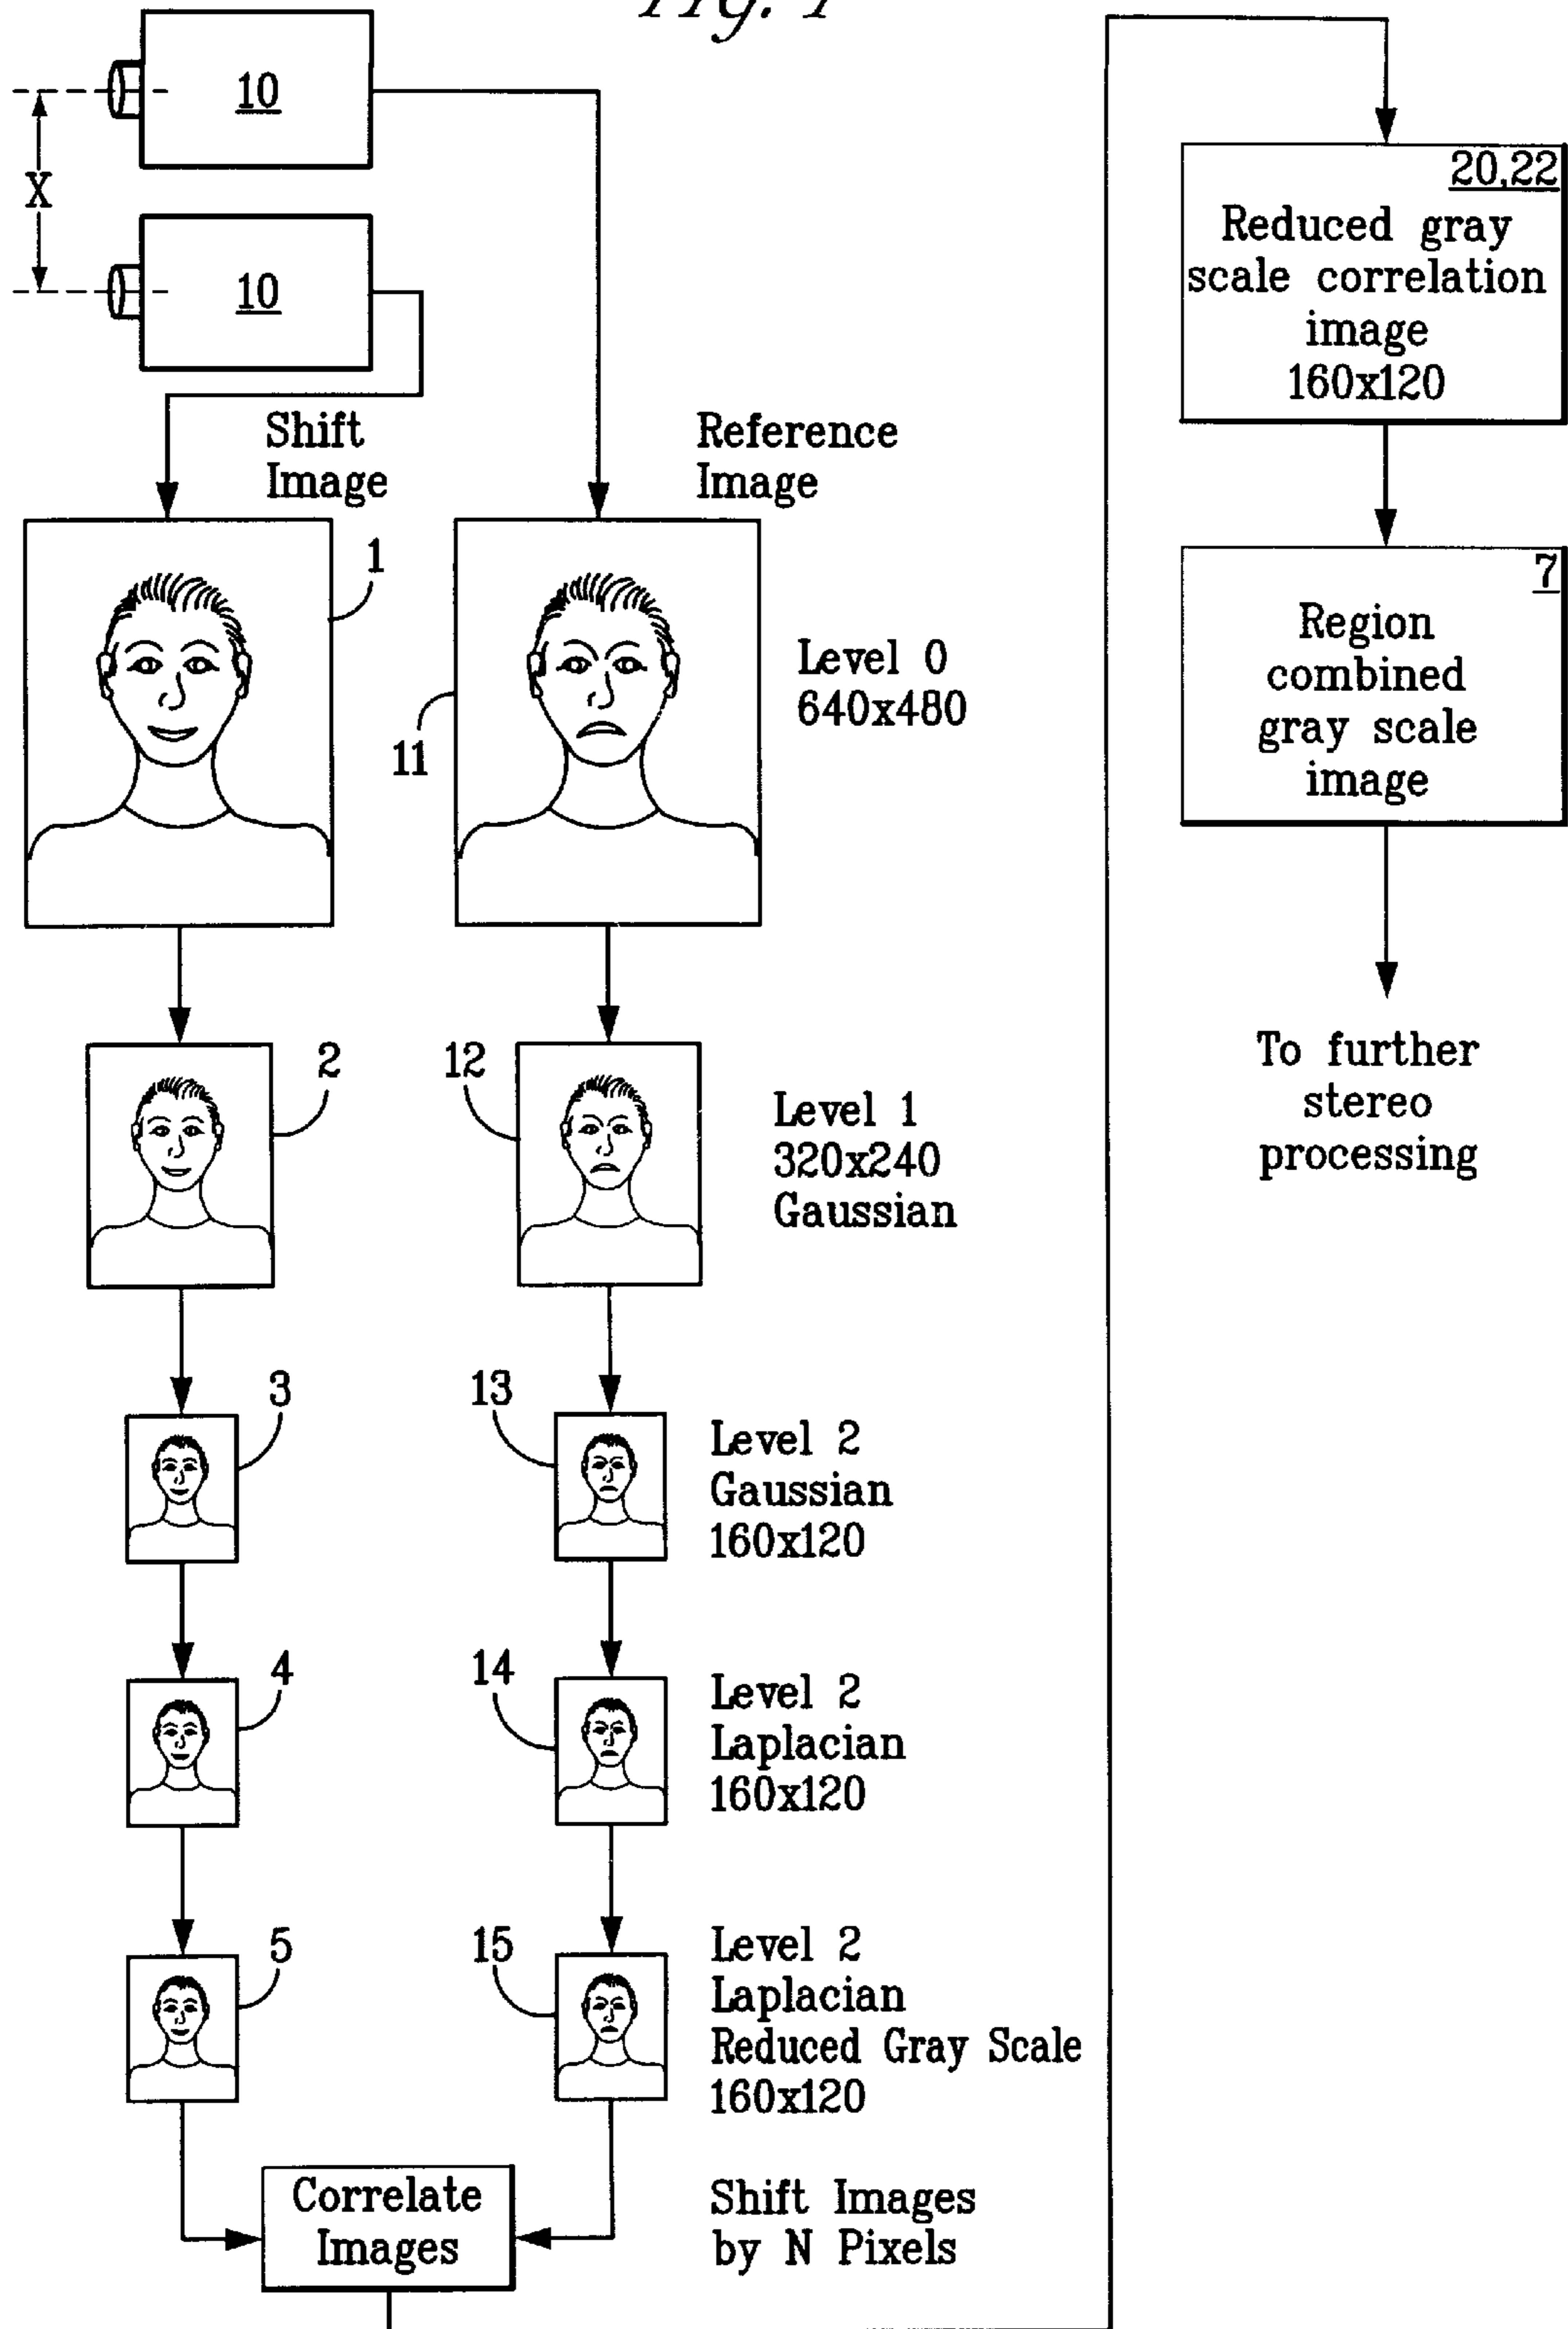 Fig. 1
10
X
10
Shift
Image
Reference
Image
1
11
Level 0
640x480
2
12
Level 1
320x240
Gaussian
3
13
Level 2
Gaussian
160x120
4
14
Level 2
Laplacian
160x120
5
15
Level 2
Laplacian
Reduced Gray Scale
160x120
Correlate
Images
Shift Images
by N Pixels
20,22
Reduced gray
scale correlation
image
160x120
7
Region
combined
gray scale
image
To further
stereo
processing